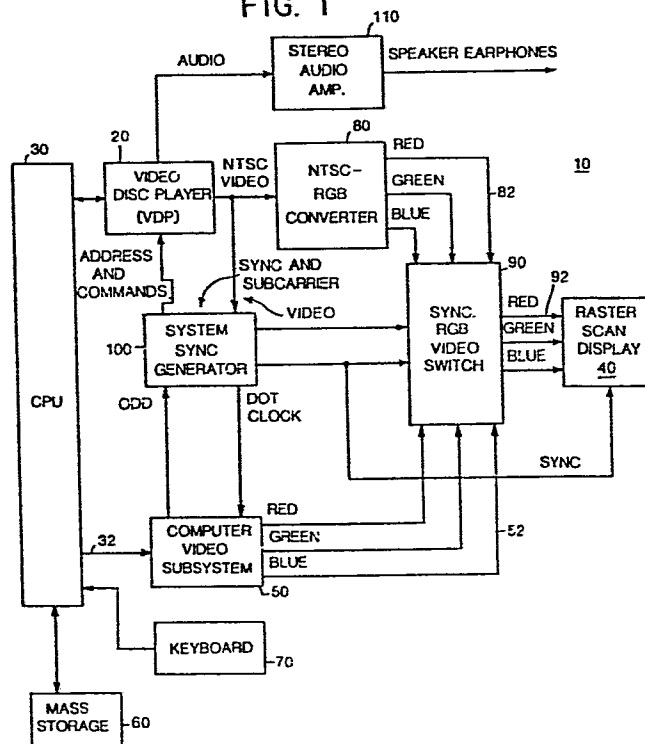 FIG. 1
110
STEREO
AUDIO
AMP.
AUDIO
SPEAKER EARPHONES
30
20
VIDEO
DISC PLAYER
(VDP)
NTSC
VIDEO
80
NTSC-
RGB
CONVERTER
RED
GREEN
BLUE
82
10
ADDRESS
AND
COMMANDS
SYNC AND
SUBCARRIER
VIDEO
90
SYNC.
RGB
VIDEO
SWITCH
92
RED
GREEN
BLUE
RASTER
SCAN
DISPLAY
40
100
SYSTEM
SYNC
GENERATOR
CPU
ODD
DOT
CLOCK
SYNC
32
COMPUTER
VIDEO
SUBSYSTEM
RED
GREEN
BLUE
52
50
KEYBOARD
70
MASS
STORAGE
60